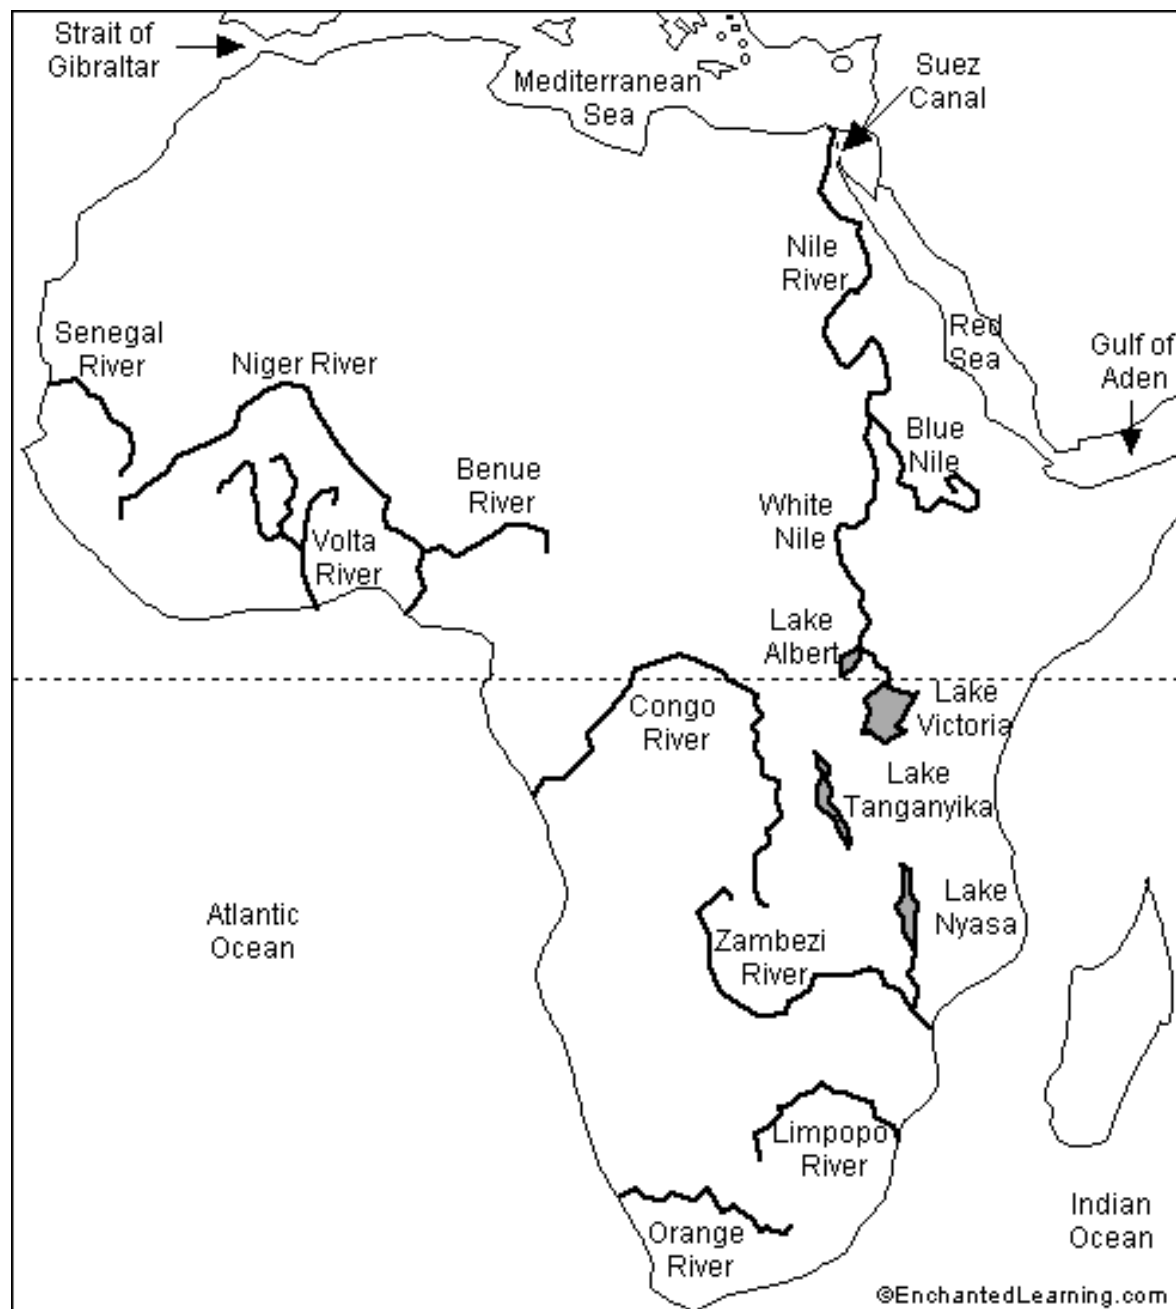 Strait of
Gibraltar
Mediterranean
Sea
Suez
Canal
Nile
River
Red
Sea
Gulf of
Aden
Senegal
River
Niger River
Benue
River
Volta
River
Blue
Nile
White
Nile
Lake
Albert
Lake
Victoria
Congo
River
Lake
Tanganyika
Lake
Nyasa
Atlantic
Ocean
Zambezi
River
Limpopo
River
Orange
River
Indian
Ocean
©EnchantedLearning.com